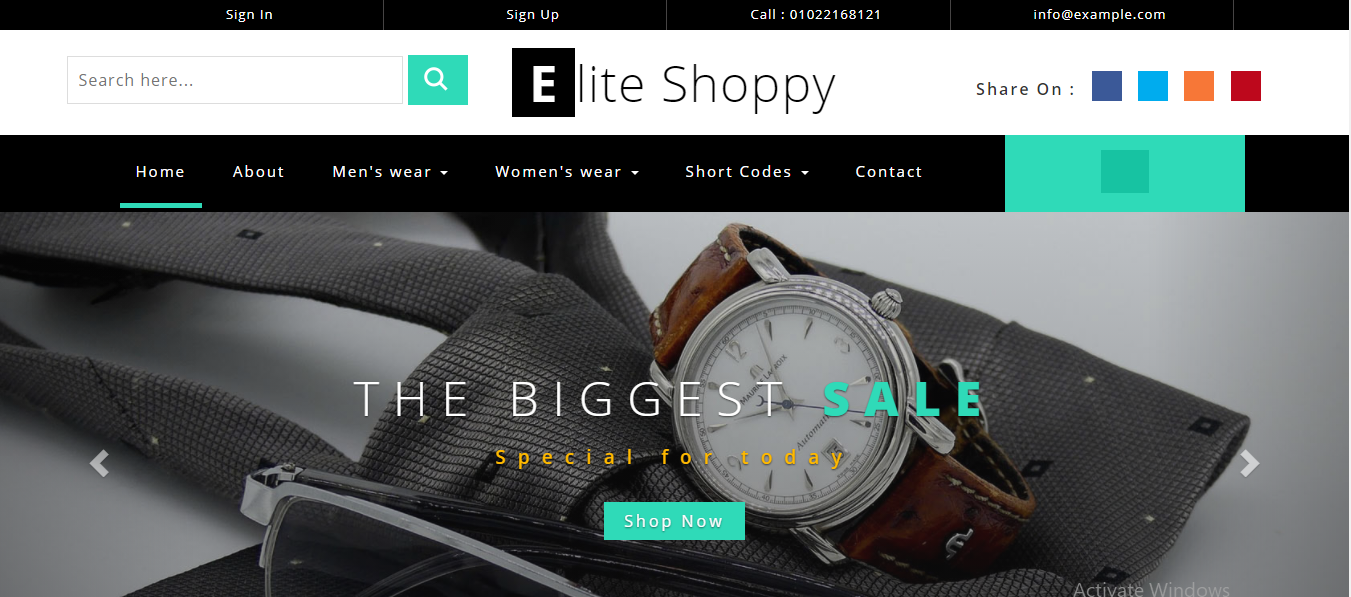 Sign In
Sign Up
Call : 01022168121
info@example.com
Search here...
Elite Shoppy
Share On :
Home
About
Men's wear
Women's wear
Short Codes
Contact
THE BIGGEST SALE
Special for today
Shop Now
Automatic
Activate Windows